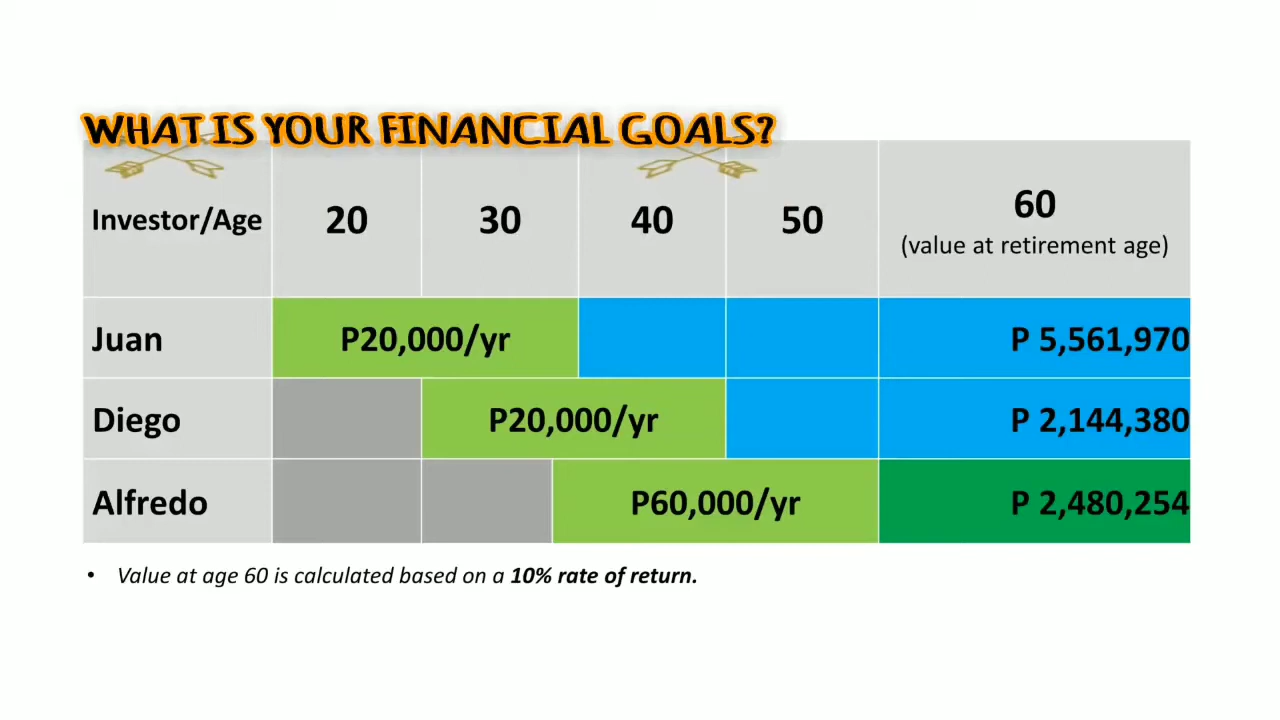 WHAT IS YOUR FINANCIAL GOALS?
Investor/Age 20 30 40 50 60
(value at retirement age)
Juan P20,000/yr P 5,561,970
Diego P20,000/yr P 2,144,380
Alfredo P60,000/yr P 2,480,254
• Value at age 60 is calculated based on a 10% rate of return.